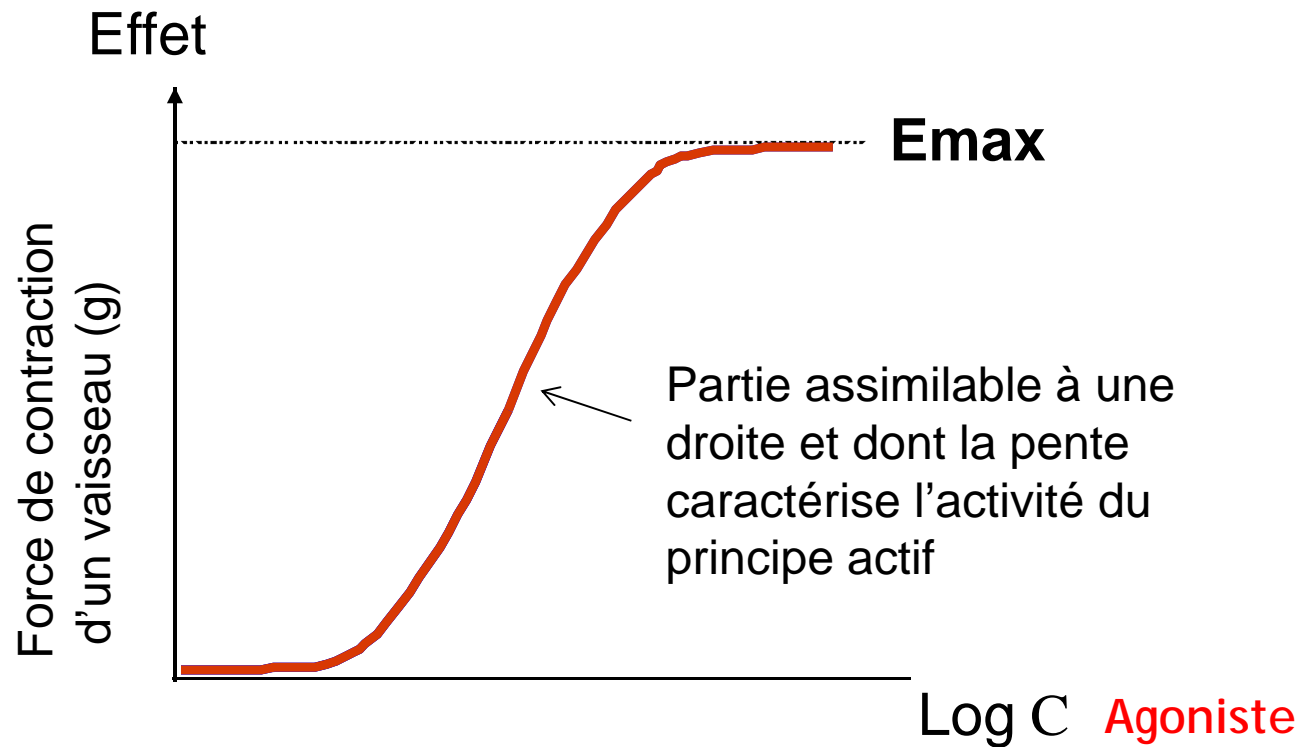 Effet
Emax
Force de contraction
d'un vaisseau (g)
Partie assimilable à une
droite et dont la pente
caractérise l'activité du
principe actif
Log C Agoniste